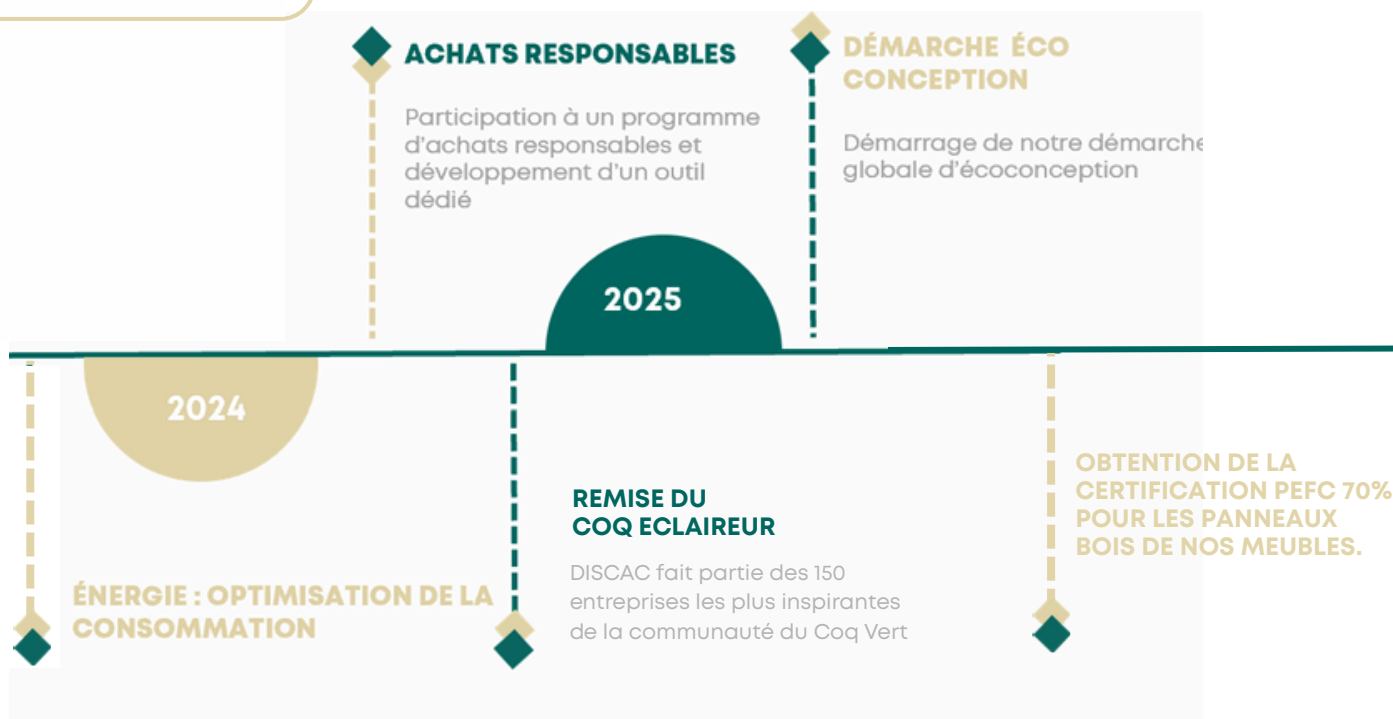 ACHATS RESPONSABLES
Participation à un programme
d'achats responsables et
développement d'un outil
dédié
DÉMARCHE ÉCO
CONCEPTION
Démarrage de notre démarche
globale d'écoconception
2025
2024
ÉNERGIE : OPTIMISATION DE LA
CONSOMMATION
REMISE DU
COQ ECLAIREUR
DISCAC fait partie des 150
entreprises les plus inspirantes
de la communauté du Coq Vert
OBTENTION DE LA
CERTIFICATION PEFC 70%
POUR LES PANNEAUX
BOIS DE NOS MEUBLES.